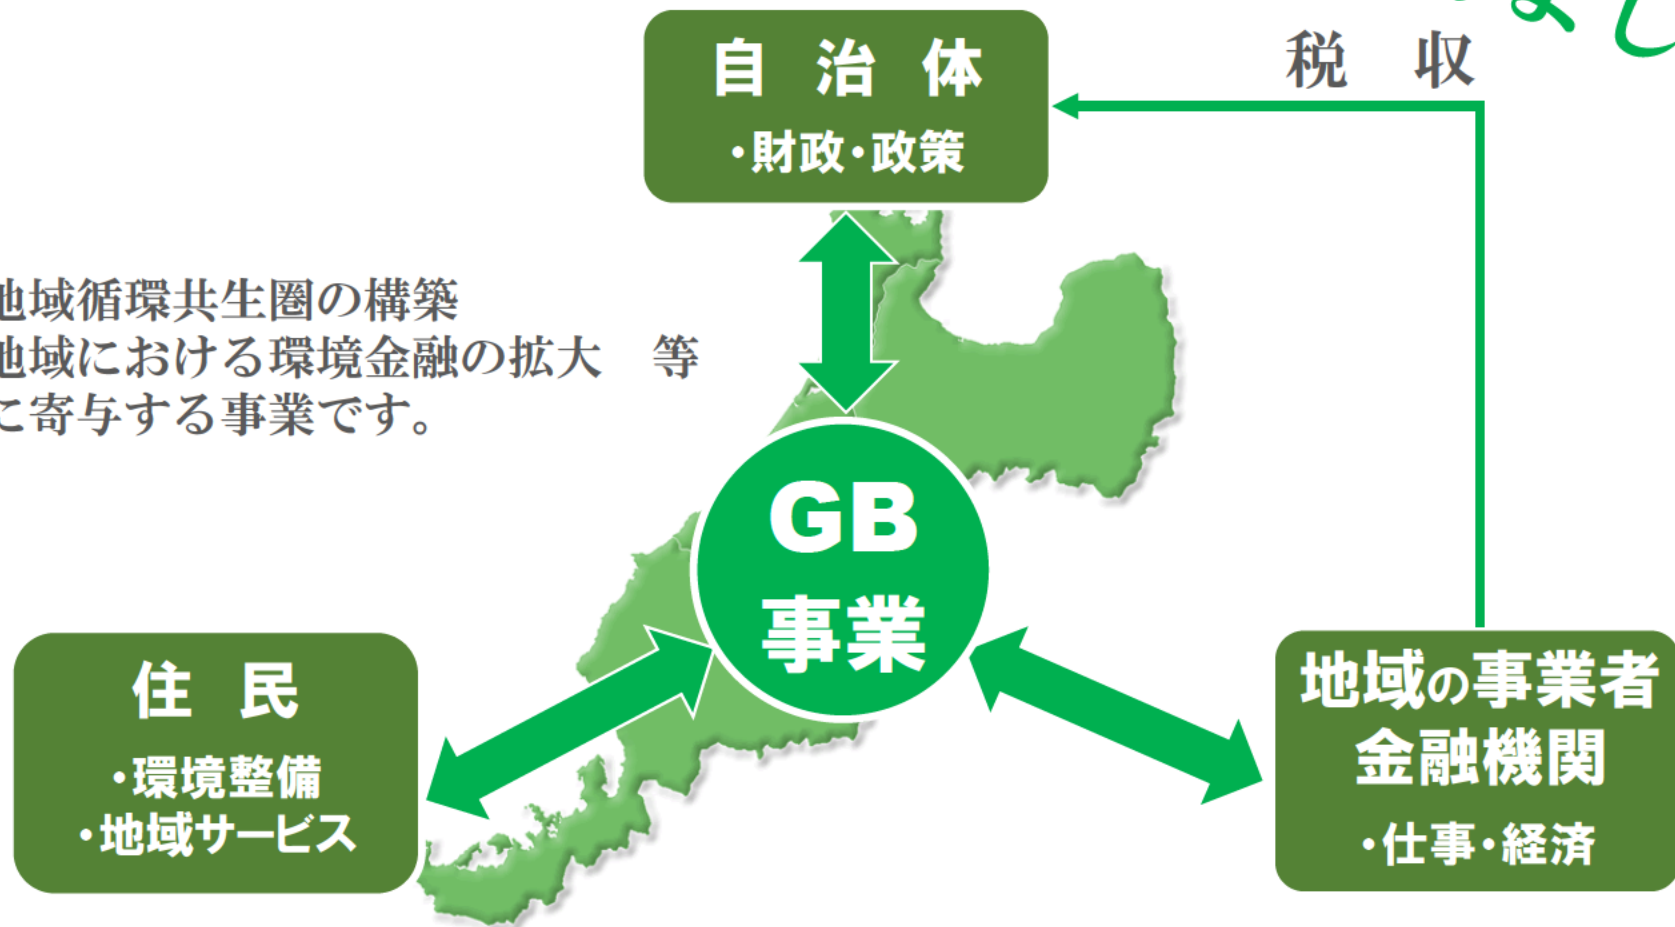 自 治 体
・財政・政策
税 収
地域循環共生圏の構築
地域における環境金融の拡大 等
に寄与する事業です。
GB
事業
住 民
・環境整備
・地域サービス
地域の事業者
金融機関
・仕事・経済